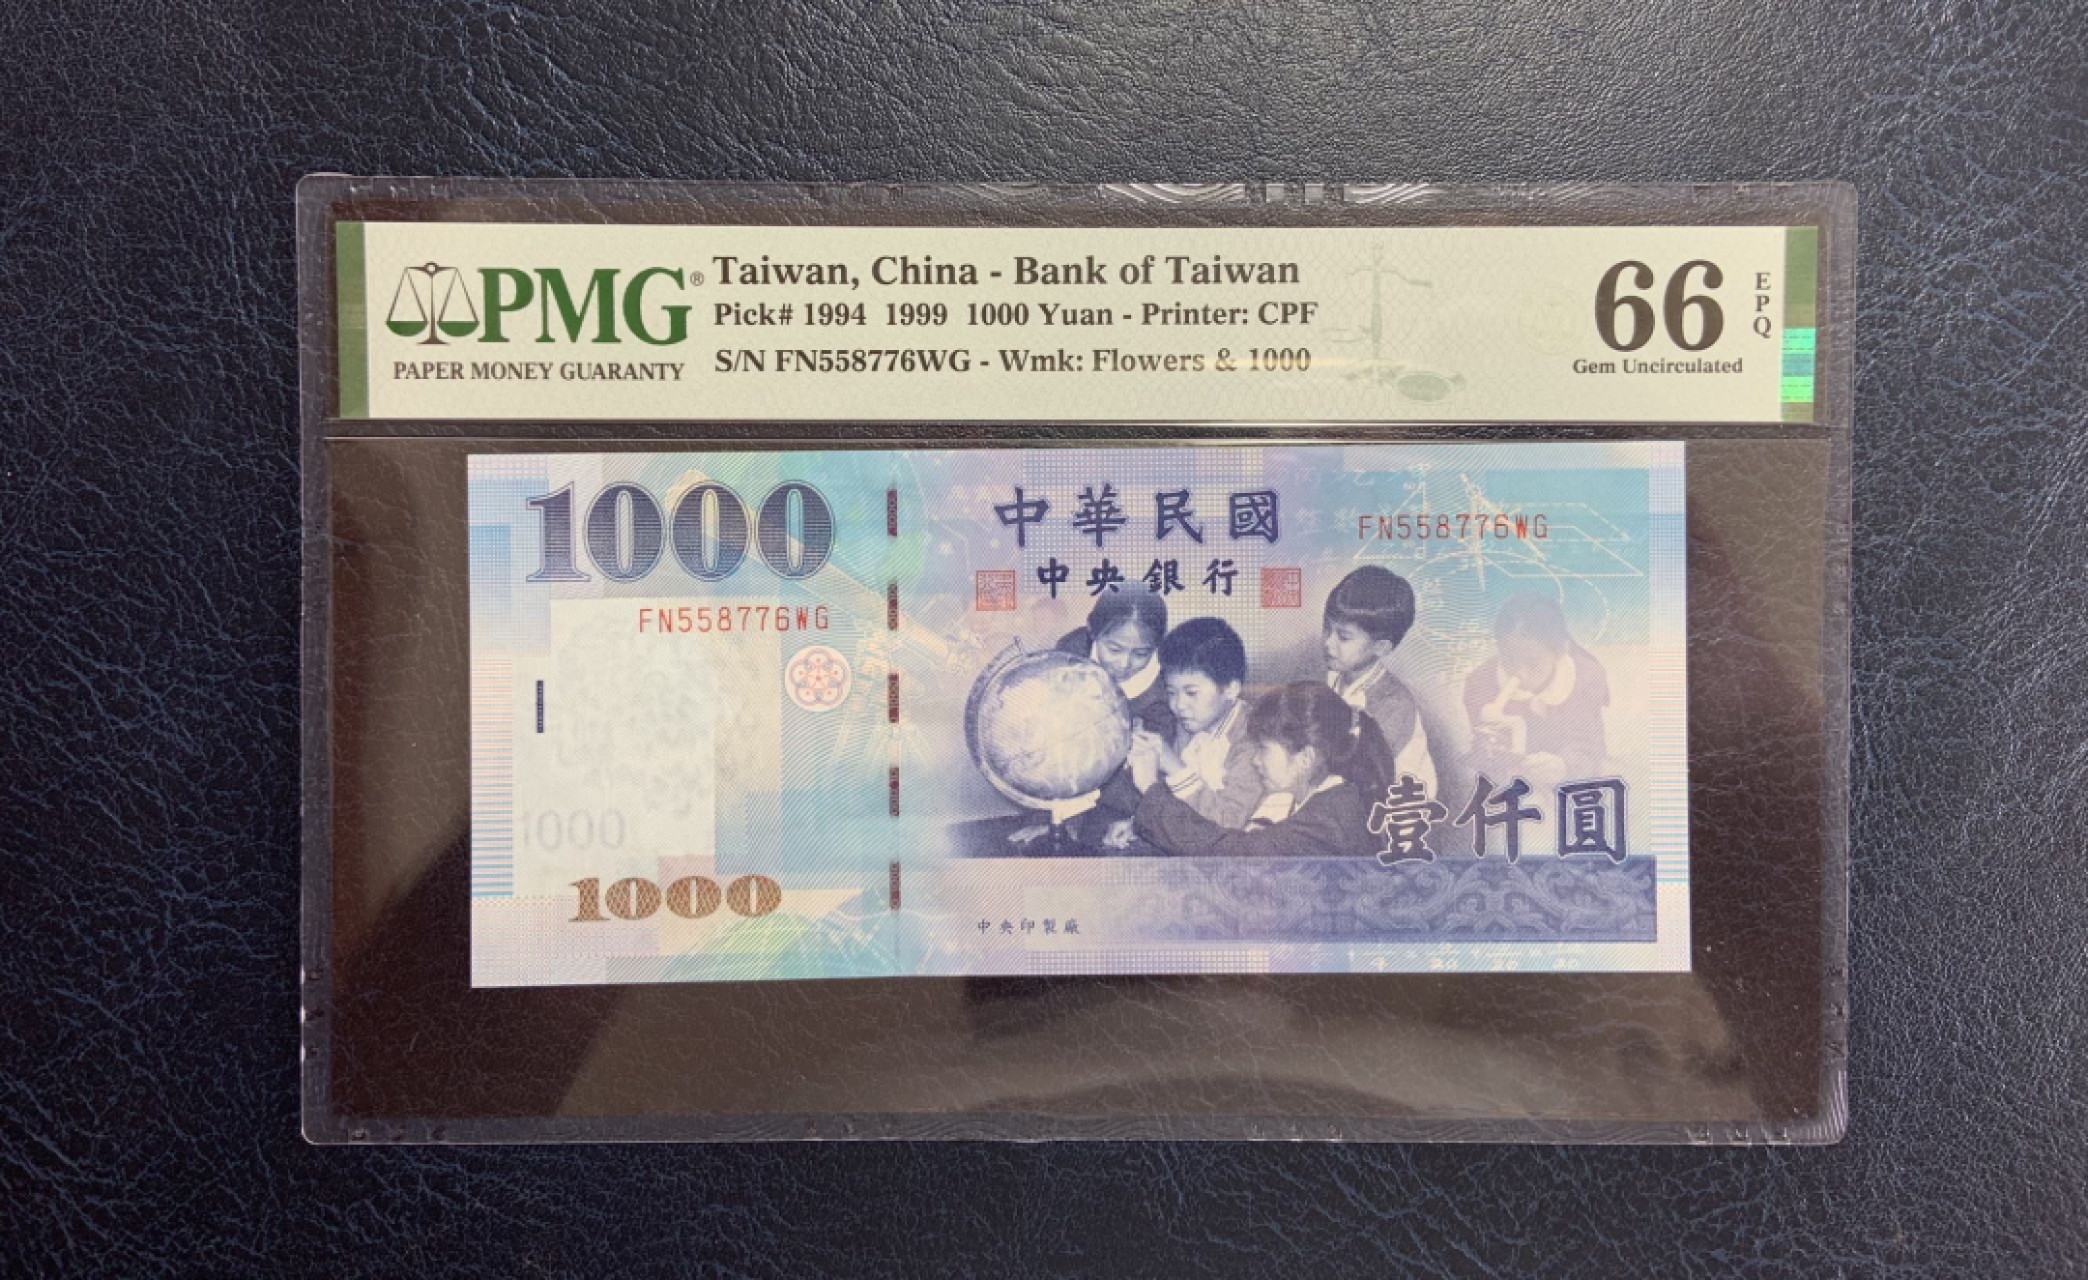 PMG®
PAPER MONEY GUARANTY
Taiwan, China - Bank of Taiwan
Pick# 1994 1999 1000 Yuan - Printer: CPF
S/N FN558776WG - Wmk: Flowers & 1000
66
EPQ
Gem Uncirculated
1000
中華民國
FN558776WG
中央銀行
FN558776WG
壹仟圓
1000
1000
中央印製廠